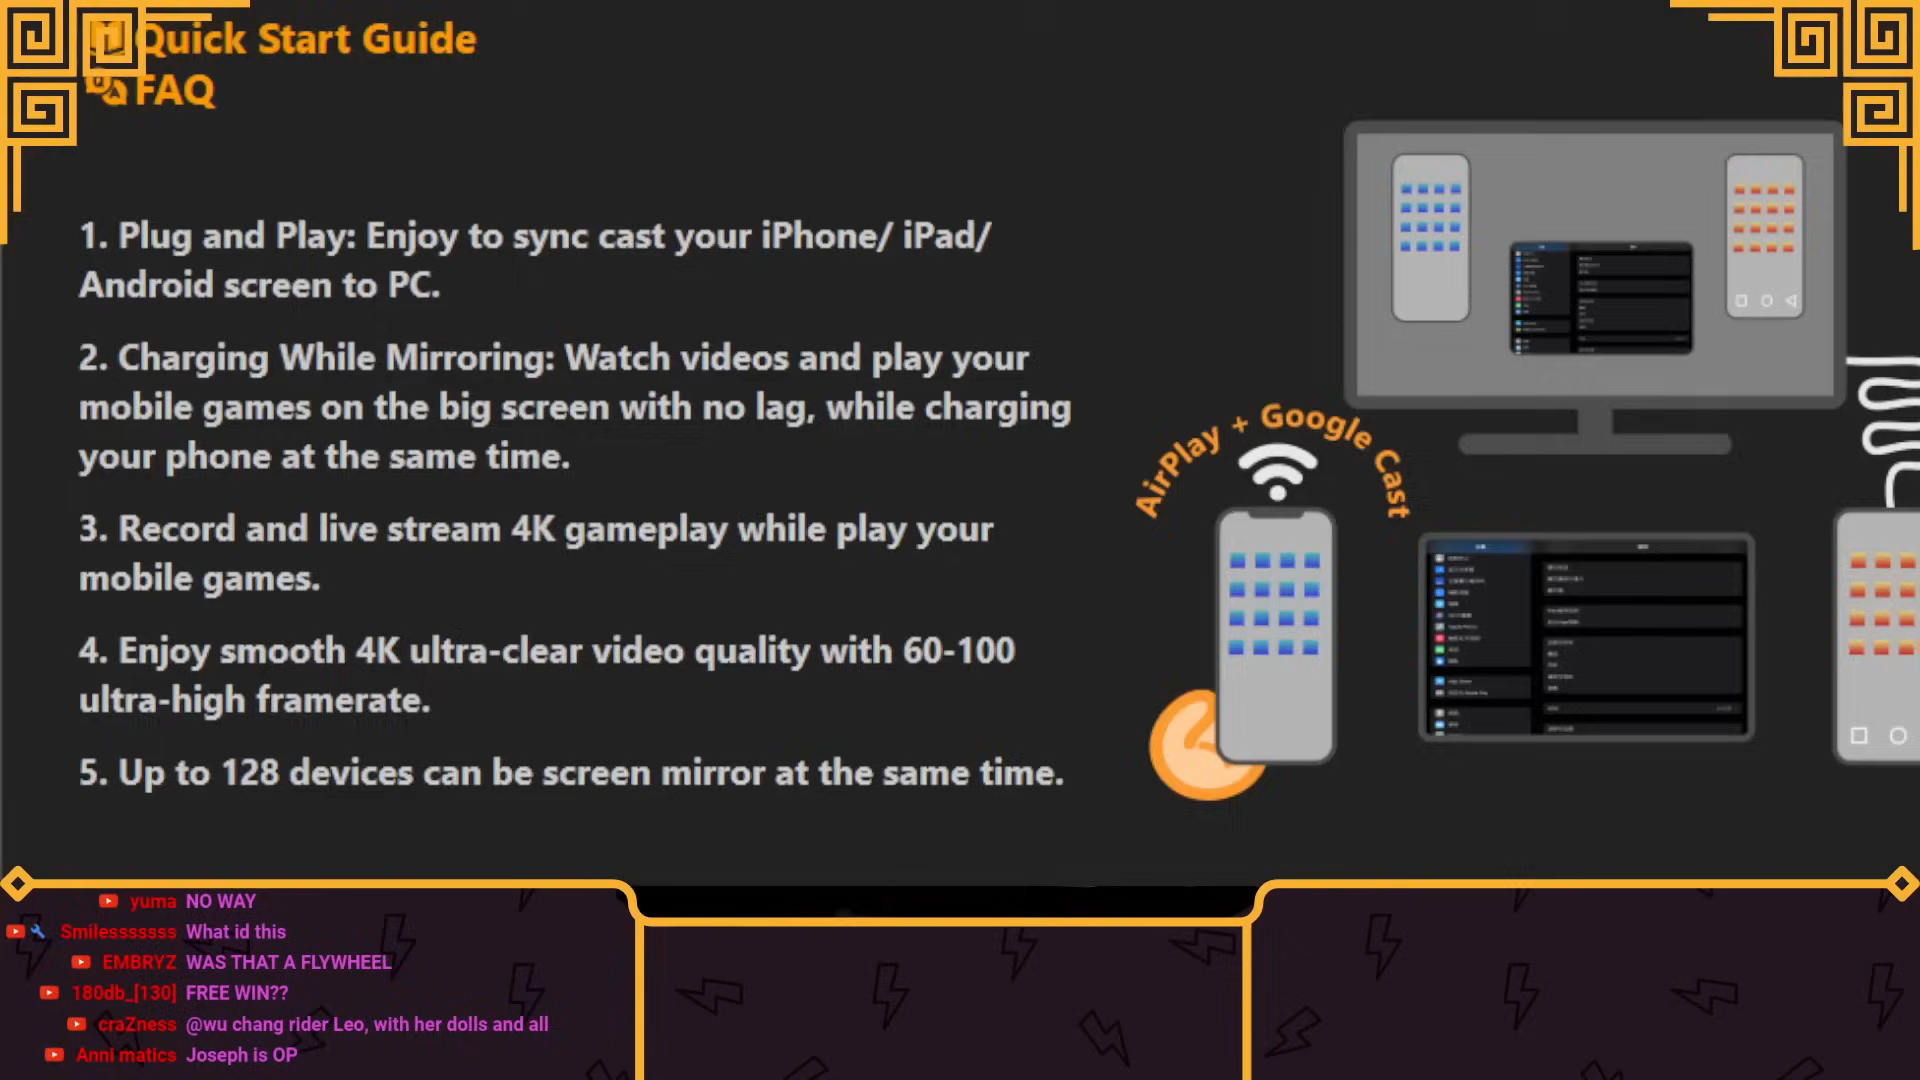 Quick Start Guide
FAQ
1. Plug and Play: Enjoy to sync cast your iPhone/ iPad/
Android screen to PC.
2. Charging While Mirroring: Watch videos and play your
mobile games on the big screen with no lag, while charging
your phone at the same time.
3. Record and live stream 4K gameplay while play your
mobile games.
4. Enjoy smooth 4K ultra-clear video quality with 60-100
ultra-high framerate.
5. Up to 128 devices can be screen mirror at the same time.
AirPlay + Google Cast
yuma NO WAY
Smilesssssss What id this
EMBRYZ WAS THAT A FLYWHEEL
180db_[130] FREE WIN??
craZness @wu chang rider Leo, with her dolls and all
Anni matics Joseph is OP